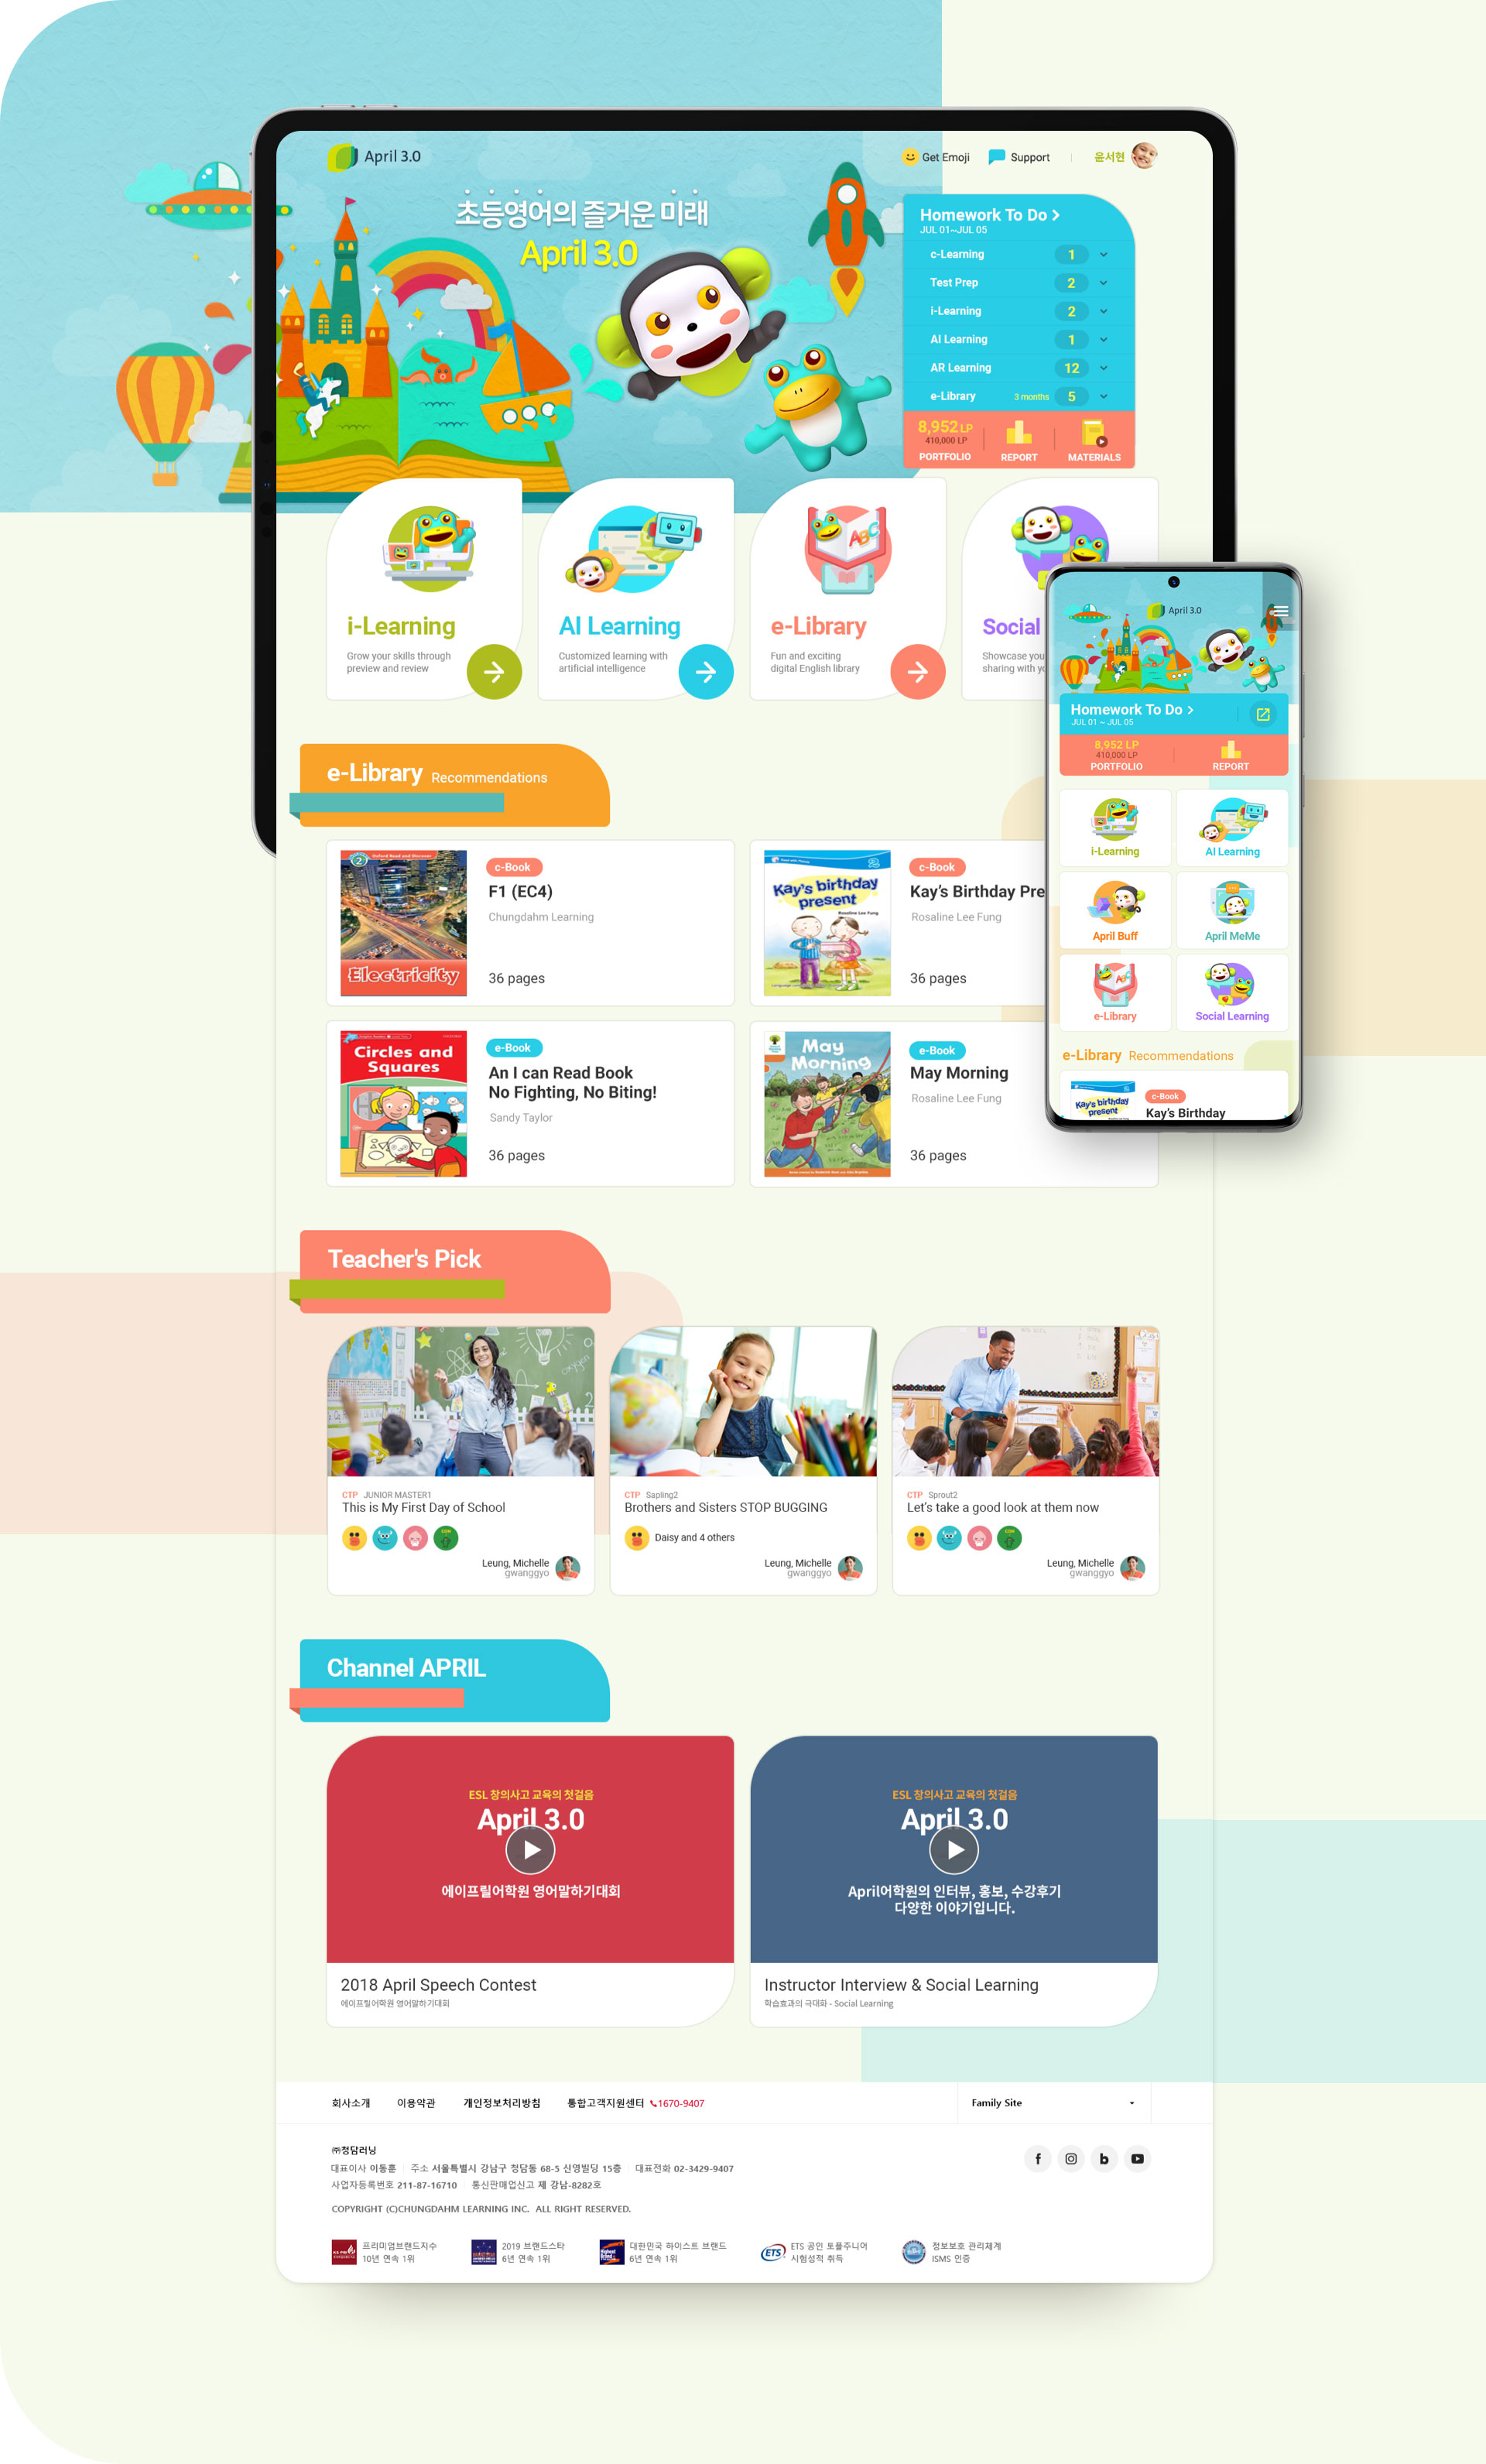 April 3.0
Get Emoji
Support
윤서현
초등영어의 즐거운 미래
April 3.0
Homework To Do >
JUL 01~JUL 05
c-Learning 1
Test Prep 2
i-Learning 2
AI Learning 1
AR Learning 12
e-Library 3 months 5
8,952 LP
410,000 LP
PORTFOLIO
REPORT
MATERIALS
ABC
i-Learning
Grow your skills through
preview and review
AI Learning
Customized learning with
artificial intelligence
e-Library
Fun and exciting
digital English library
Social
Showcase you
sharing with yo
April 3.0
Homework To Do >
JUL 01 ~ JUL 05
8,952 LP
410,000 LP
PORTFOLIO
REPORT
i-Learning
AI Learning
April Buff
April MeMe
e-Library
Social Learning
e-Library Recommendations
Kay's birthday
present
c-Book
Kay's Birthday
e-Library Recommendations
2
Oxford Read and Discover
Electricity
c-Book
F1 (EC4)
Chungdahm Learning
36 pages
2
Kay's birthday
present
Rosaline Lee Fung
c-Book
Kay's Birthday Pre
Rosaline Lee Fung
36 pages
Circles and
Squares
e-Book
An I can Read Book
No Fighting, No Biting!
Sandy Taylor
36 pages
May
Morning
e-Book
May Morning
Rosaline Lee Fung
36 pages
Teacher's Pick
oxygen
CTP JUNIOR MASTER1
This is My First Day of School
Leung, Michelle
gwanggyo
CTP Sapling2
Brothers and Sisters STOP BUGGING
Daisy and 4 others
Leung, Michelle
gwanggyo
CTP Sprout2
Let's take a good look at them now
Leung, Michelle
gwanggyo
Channel APRIL
ESL 창의사고 교육의 첫걸음
April 3.0
에이프릴어학원 영어말하기대회
2018 April Speech Contest
에이프릴어학원 영어말하기대회
ESL 창의사고 교육의 첫걸음
April 3.0
April어학원의 인터뷰, 홍보, 수강후기
다양한 이야기입니다.
Instructor Interview & Social Learning
학습효과의 극대화 - Social Learning
회사소개 이용약관 개인정보처리방침 통합고객지원센터 1670-9407
Family Site
㈜청담러닝
대표이사 이동훈 주소 서울특별시 강남구 청담동 68-5 신영빌딩 15층 대표전화 02-3429-9407
사업자등록번호 211-87-16710 통신판매업신고 제 강남-8282호
COPYRIGHT (C)CHUNGDAHM LEARNING INC. ALL RIGHT RESERVED.
프리미엄브랜드지수
10년 연속 1위
2019 브랜드스타
6년 연속 1위
대한민국 하이스트 브랜드
6년 연속 1위
ETS
ETS 공인 토플주니어
시험성적 취득
정보보호 관리체계
ISMS 인증